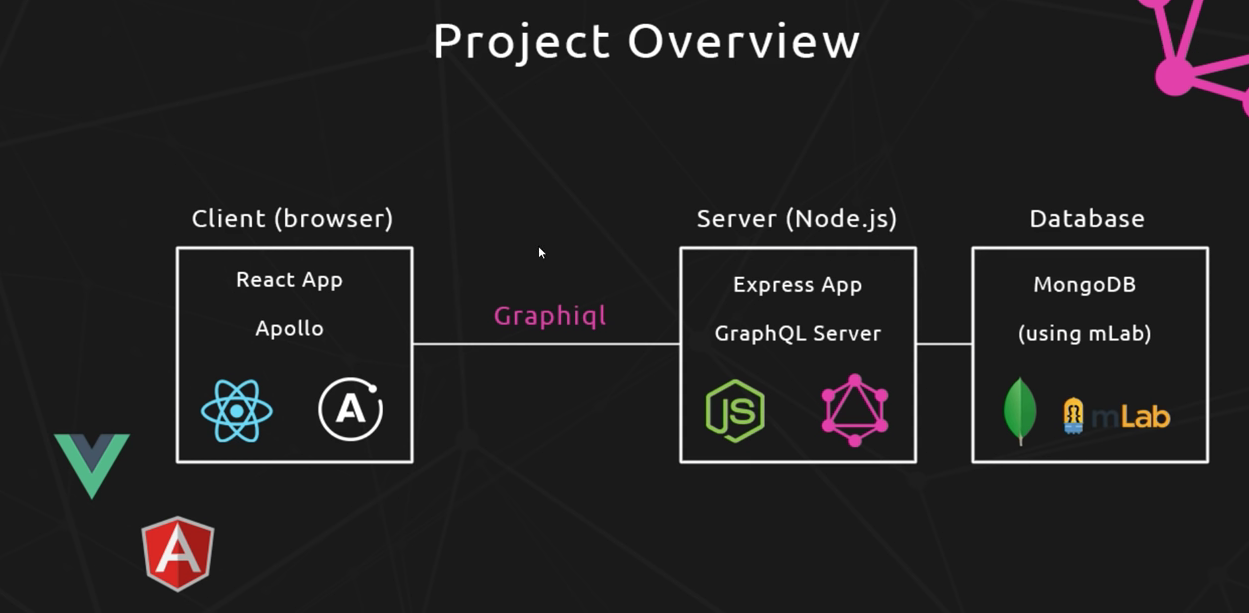 Project Overview
Client (browser)
React App
Apollo
A
Graphiql
Server (Node.js)
Express App
GraphQL Server
JS
Database
MongoDB
(using mLab)
mLab
A